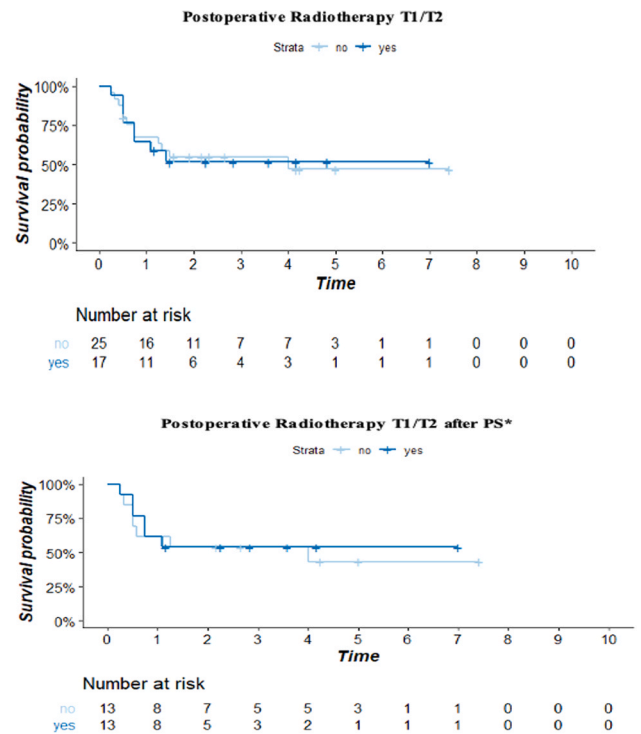 Postoperative Radiotherapy T1/T2
Strata no yes
Survival probability
100%
75%
50%
25%
0%
0 1 2 3 4 5 6 7 8 9 10
Time
Number at risk
no 25 16 11 7 7 3 1 1 0 0 0
yes 17 11 6 4 3 1 1 1 0 0 0
Postoperative Radiotherapy T1/T2 after PS*
Strata no yes
Survival probability
100%
75%
50%
25%
0%
0 1 2 3 4 5 6 7 8 9 10
Time
Number at risk
no 13 8 7 5 5 3 1 1 0 0 0
yes 13 8 5 3 2 1 1 1 0 0 0